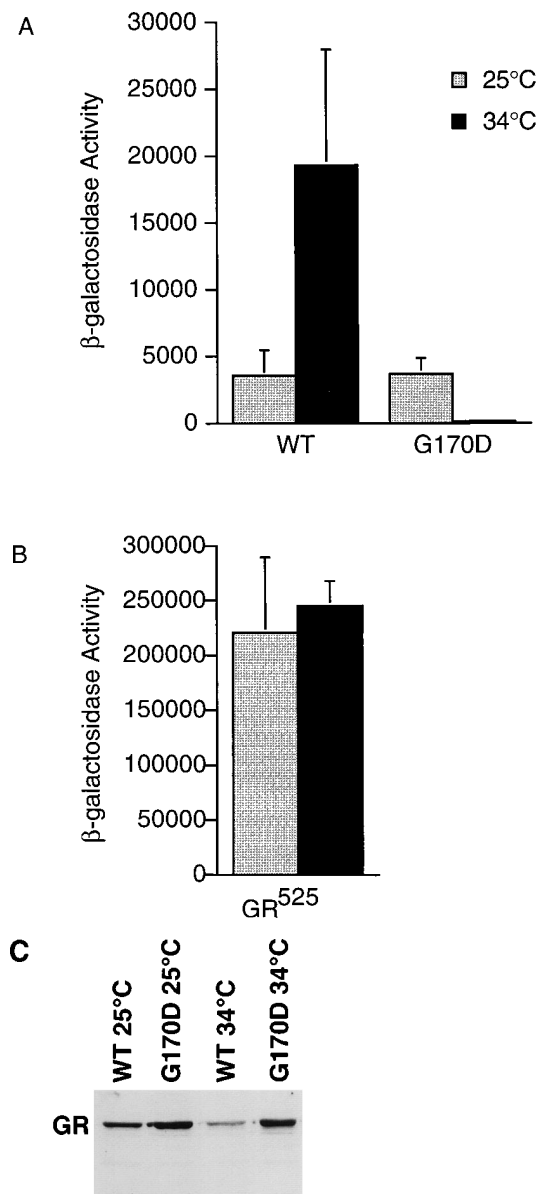 A
β-galactosidase Activity
30000
25000
20000
15000
10000
5000
0
25°C
34°C
WT
G170D
B
β-galactosidase Activity
300000
250000
200000
150000
100000
50000
0
GR525
C
WT 25°C
G170D 25°C
WT 34°C
G170D 34°C
GR